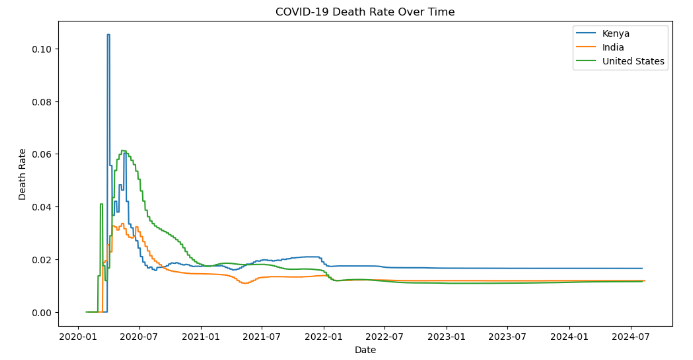 COVID-19 Death Rate Over Time
Kenya
India
United States
0.10
0.08
0.06
0.04
0.02
0.00
Death Rate
2020-01 2020-07 2021-01 2021-07 2022-01 2022-07 2023-01 2023-07 2024-01 2024-07
Date